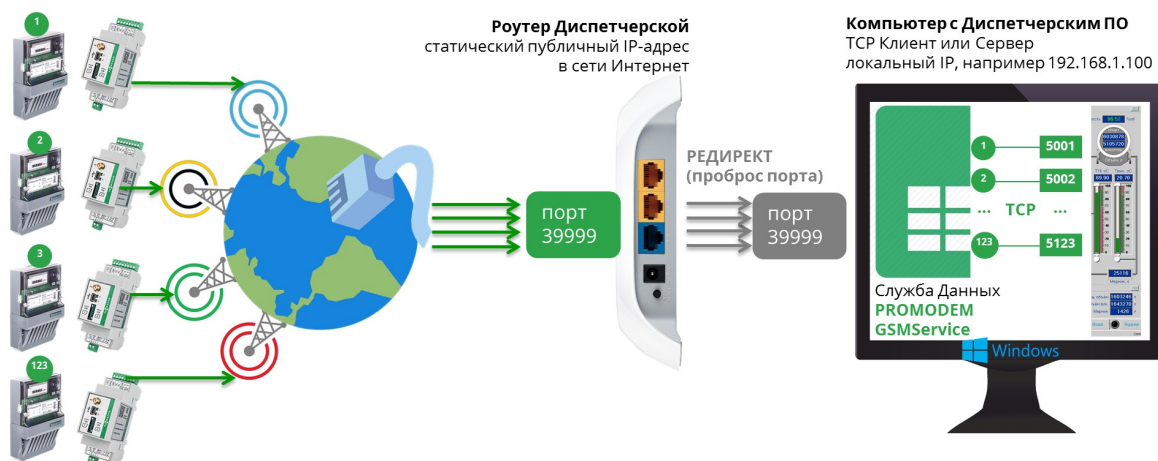 1
2
3
123
Роутер Диспетчерской
статический публичный IP-адрес
в сети Интернет
порт
39999
РЕДИРЕКТ
(проброс порта)
порт
39999
Компьютер с Диспетчерским ПО
TCP Клиент или Сервер
локальный IP, например 192.168.1.100
1
5001
2
5002
... TCP ...
123
5123
Служба Данных
PROMODEM
GSMService
Windows